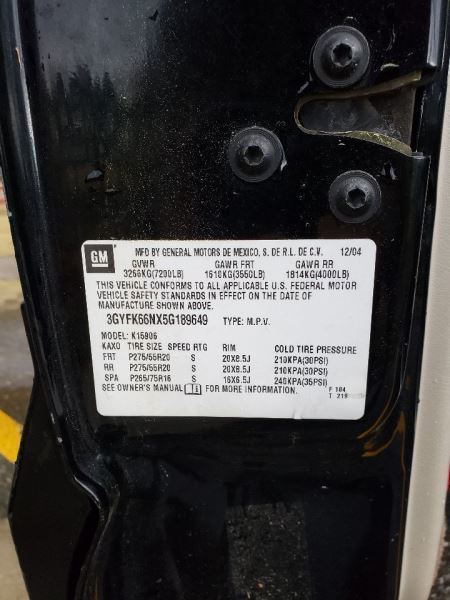 GM
MFD BY GENERAL MOTORS DE MEXICO, S. DE R.L. DE C.V. 12/04
GVWR GAWR FRT GAWR RR
3266KG(7200LB) 1610KG(3550LB) 1814KG(4000LB)
THIS VEHICLE CONFORMS TO ALL APPLICABLE U.S. FEDERAL MOTOR
VEHICLE SAFETY STANDARDS IN EFFECT ON THE DATE OF
MANUFACTURE SHOWN ABOVE.
3GYFK66NX5G189649 TYPE: M.P.V.
MODEL: K15906
KAXO TIRE SIZE SPEED RTG RIM COLD TIRE PRESSURE
FRT P275/55R20 S 20X8.5J 210KPA(30PSI)
RR P275/55R20 S 20X8.5J 210KPA(30PSI)
SPA P265/75R16 S 16X6.5J 240KPA(35PSI)
SEE OWNER'S MANUAL FOR MORE INFORMATION.
F 184
T 219